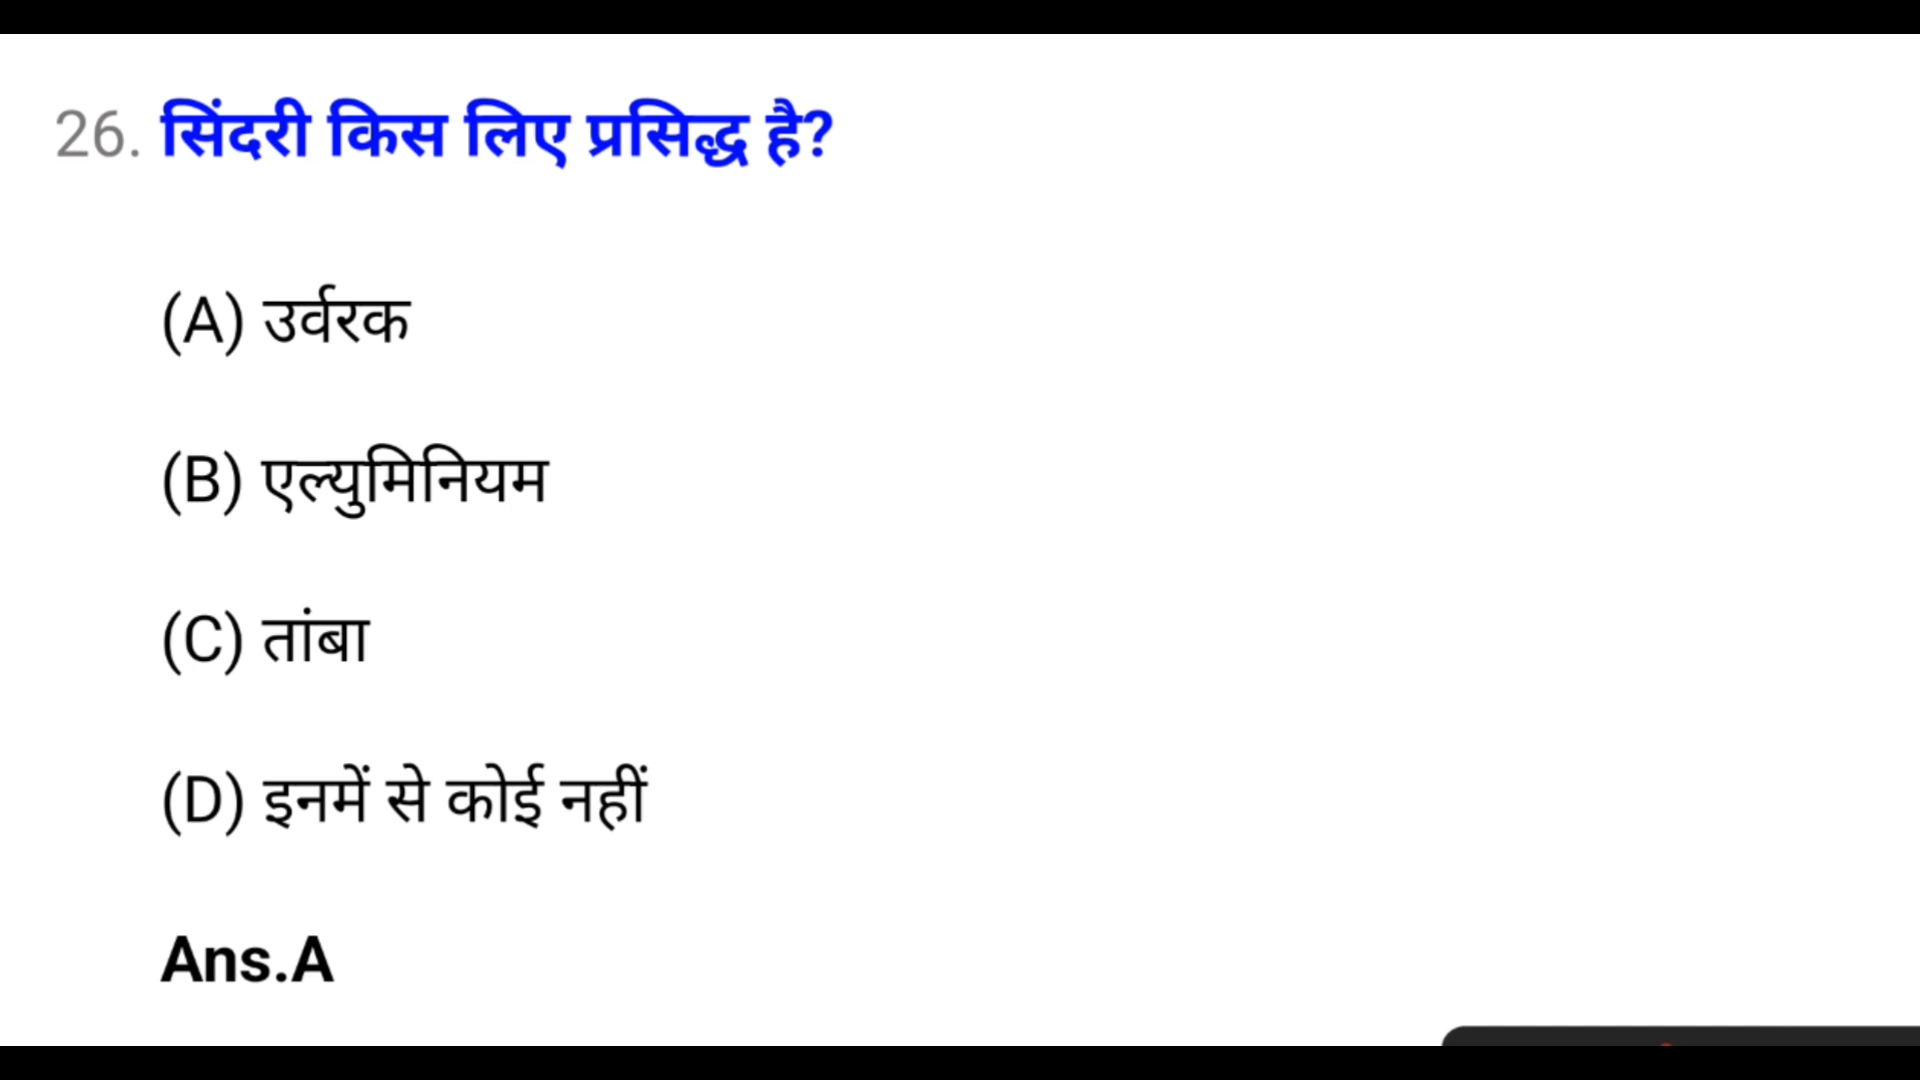 26. सिंदरी किस लिए प्रसिद्ध है?
(A) उर्वरक
(B) एल्युमिनियम
(C) तांबा
(D) इनमें से कोई नहीं
Ans.A